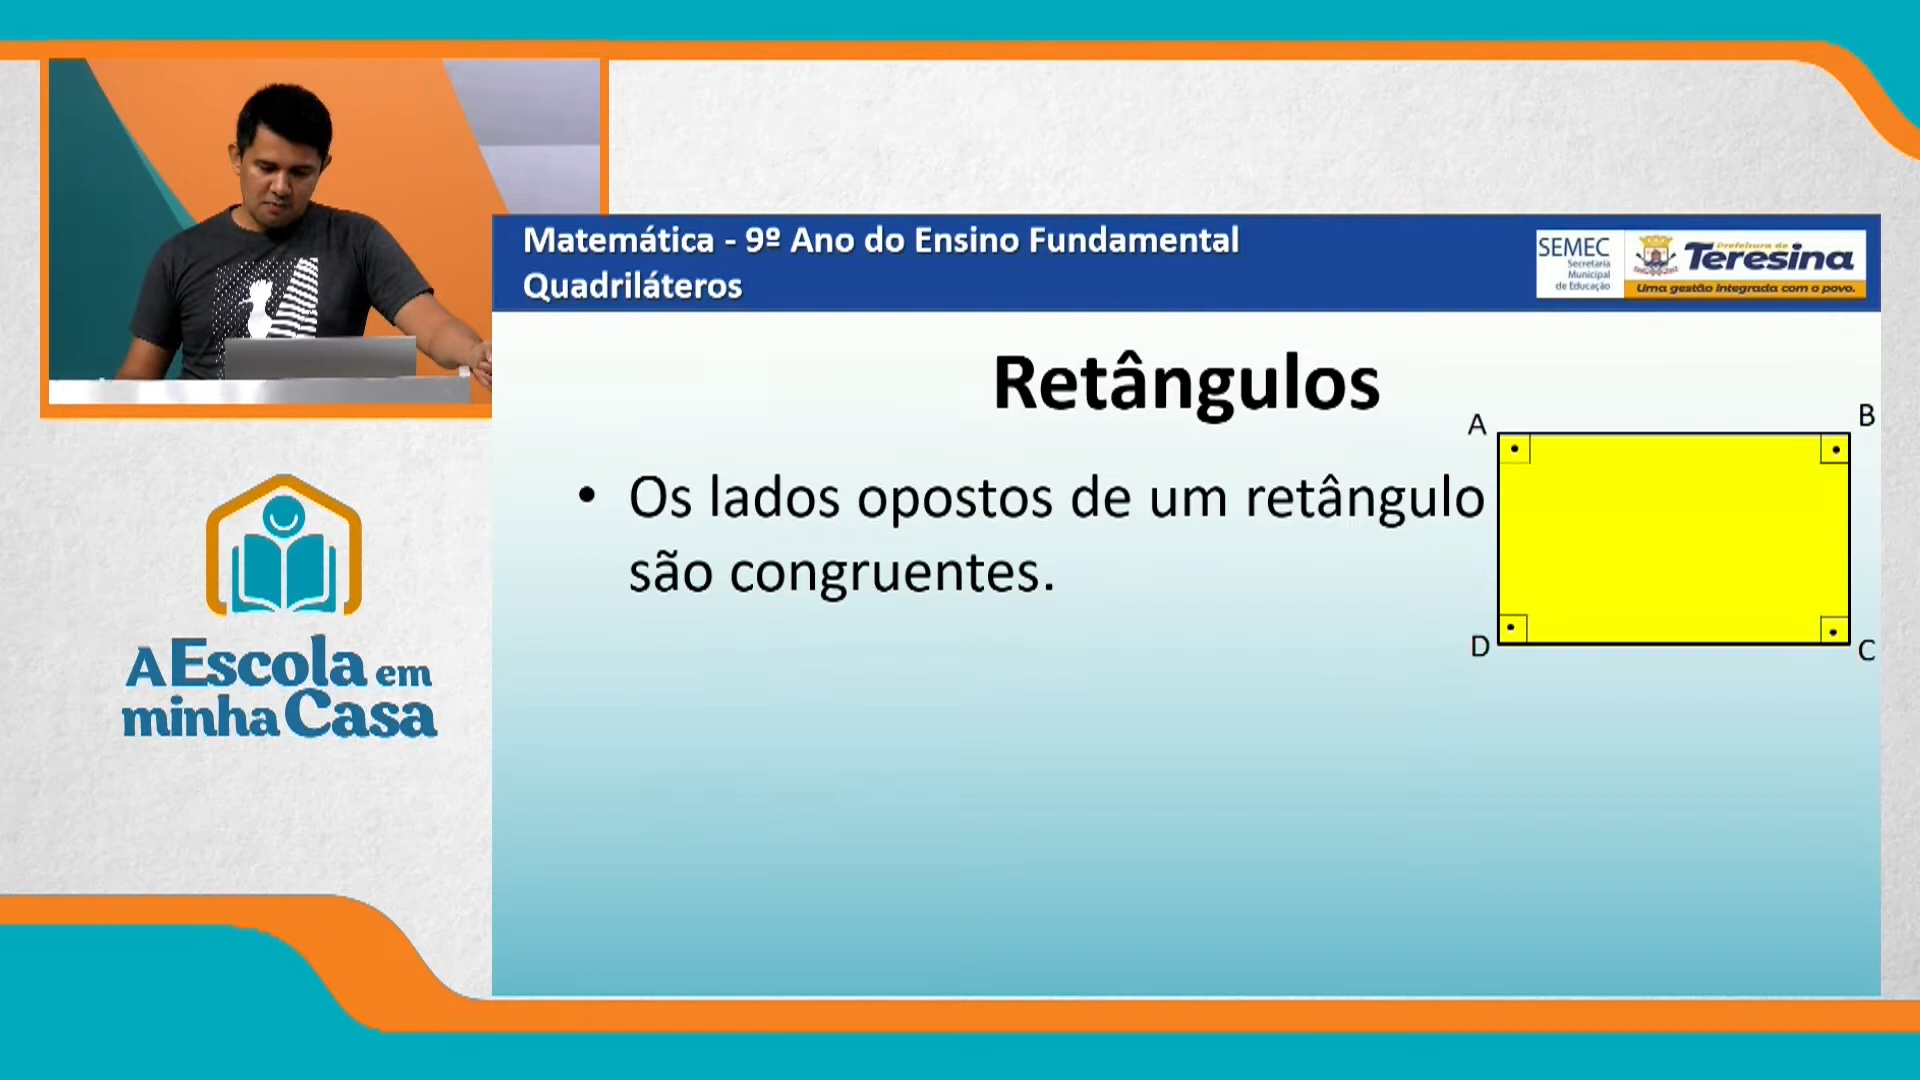 Matemática - 9º Ano do Ensino Fundamental
Quadriláteros
SEMEC
Secretaria
Municipal
de Educação
Prefeitura de
Teresina
Uma gestão integrada com o povo.
Retângulos
A
B
• Os lados opostos de um retângulo
são congruentes.
D
C
A Escola em
minha Casa